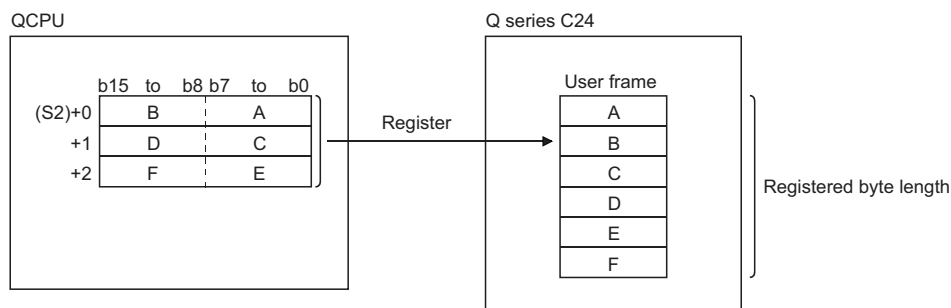 QCPU
Q series C24
b15 to b8 b7 to b0
User frame
(S2)+0 B A
+1 D C
+2 F E
Register
A
B
C
D
E
F
Registered byte length